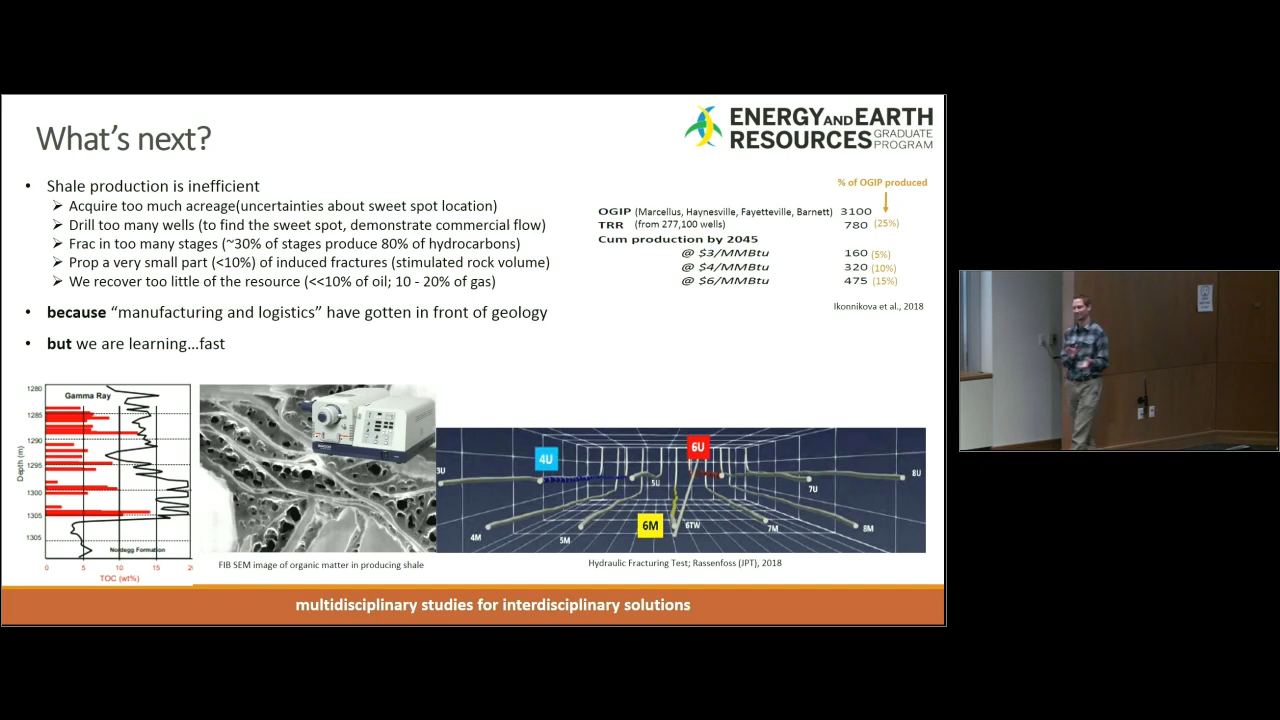 What's next?
ENERGY AND EARTH
RESOURCES GRADUATE
PROGRAM
• Shale production is inefficient
➢ Acquire too much acreage(uncertainties about sweet spot location)
➢ Drill too many wells (to find the sweet spot, demonstrate commercial flow)
➢ Frac in too many stages (~30% of stages produce 80% of hydrocarbons)
➢ Prop a very small part (<10%) of induced fractures (stimulated rock volume)
➢ We recover too little of the resource (<<10% of oil; 10 - 20% of gas)
• because “manufacturing and logistics” have gotten in front of geology
• but we are learning…fast
% of OGIP produced
OGIP (Marcellus, Haynesville, Fayetteville, Barnett) 3100
TRR (from 277,100 wells) 780 (25%)
Cum production by 2045
@ $3/MMBtu 160 (5%)
@ $4/MMBtu 320 (10%)
@ $6/MMBtu 475 (15%)
Ikonnikova et al., 2018
Gamma Ray
Depth (m)
1280
1285
1290
1295
1300
1305
1305
Nordegg Formation
0 5 10 15
TOC (wt%)
FIB SEM image of organic matter in producing shale
3U
4U
5U
6U
7U
8U
4M
5M
6M
6TW
7M
8M
Hydraulic Fracturing Test; Rassenfoss (JPT), 2018
multidisciplinary studies for interdisciplinary solutions